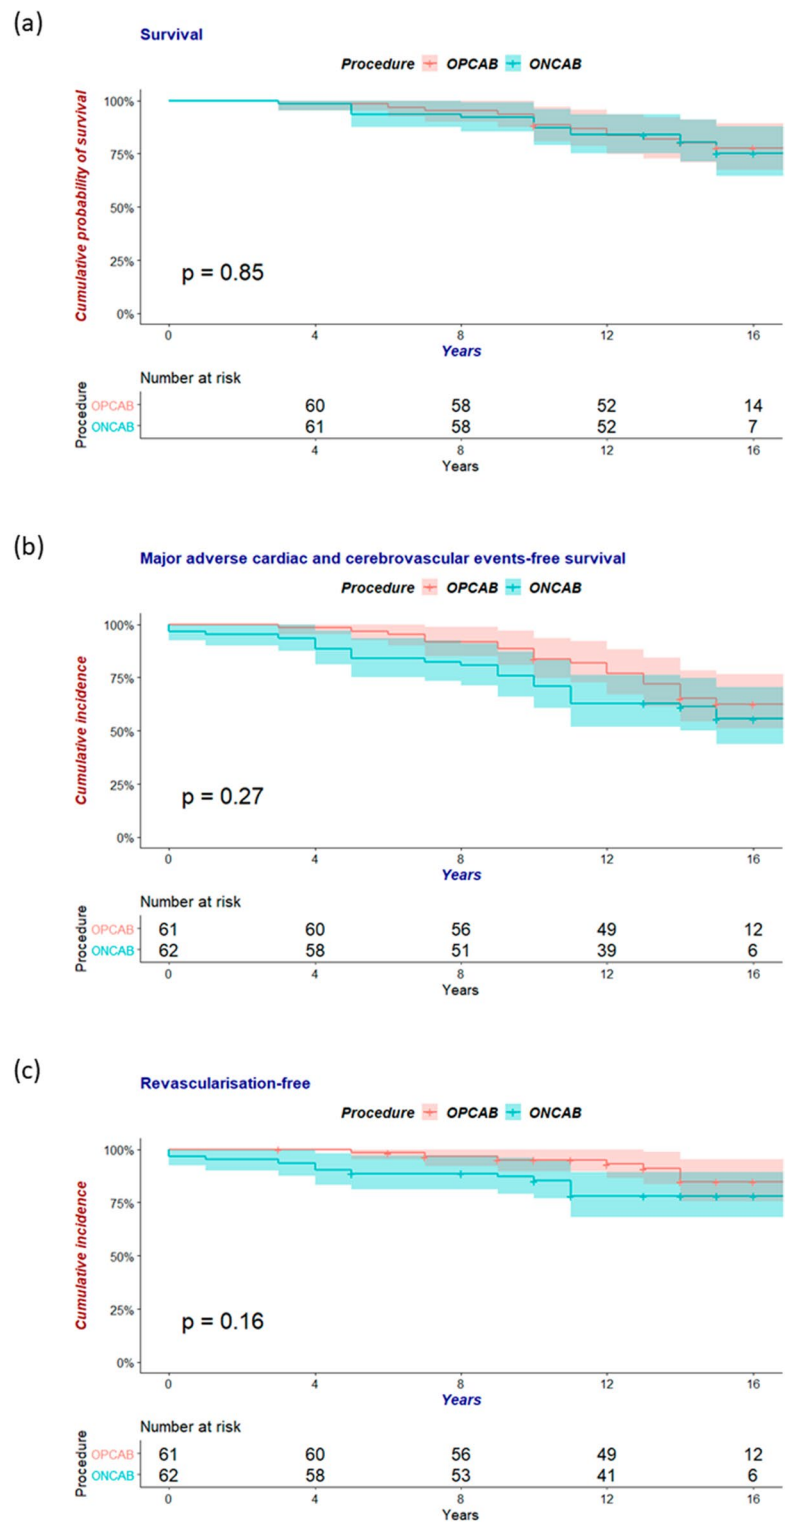 (a)
Survival
Procedure OPCAB ONCAB
Cumulative probability of survival
100%
75%
50%
25%
0%
p = 0.85
0 4 8 12 16
Years
Number at risk
Procedure
OPCAB 60 58 52 14
ONCAB 61 58 52 7
4 8 12 16
Years
(b)
Major adverse cardiac and cerebrovascular events-free survival
Procedure OPCAB ONCAB
Cumulative incidence
100%
75%
50%
25%
0%
p = 0.27
0 4 8 12 16
Years
Number at risk
Procedure
OPCAB 61 60 56 49 12
ONCAB 62 58 51 39 6
0 4 8 12 16
Years
(c)
Revascularisation-free
Procedure OPCAB ONCAB
Cumulative incidence
100%
75%
50%
25%
0%
p = 0.16
0 4 8 12 16
Years
Number at risk
Procedure
OPCAB 61 60 56 49 12
ONCAB 62 58 53 41 6
0 4 8 12 16
Years